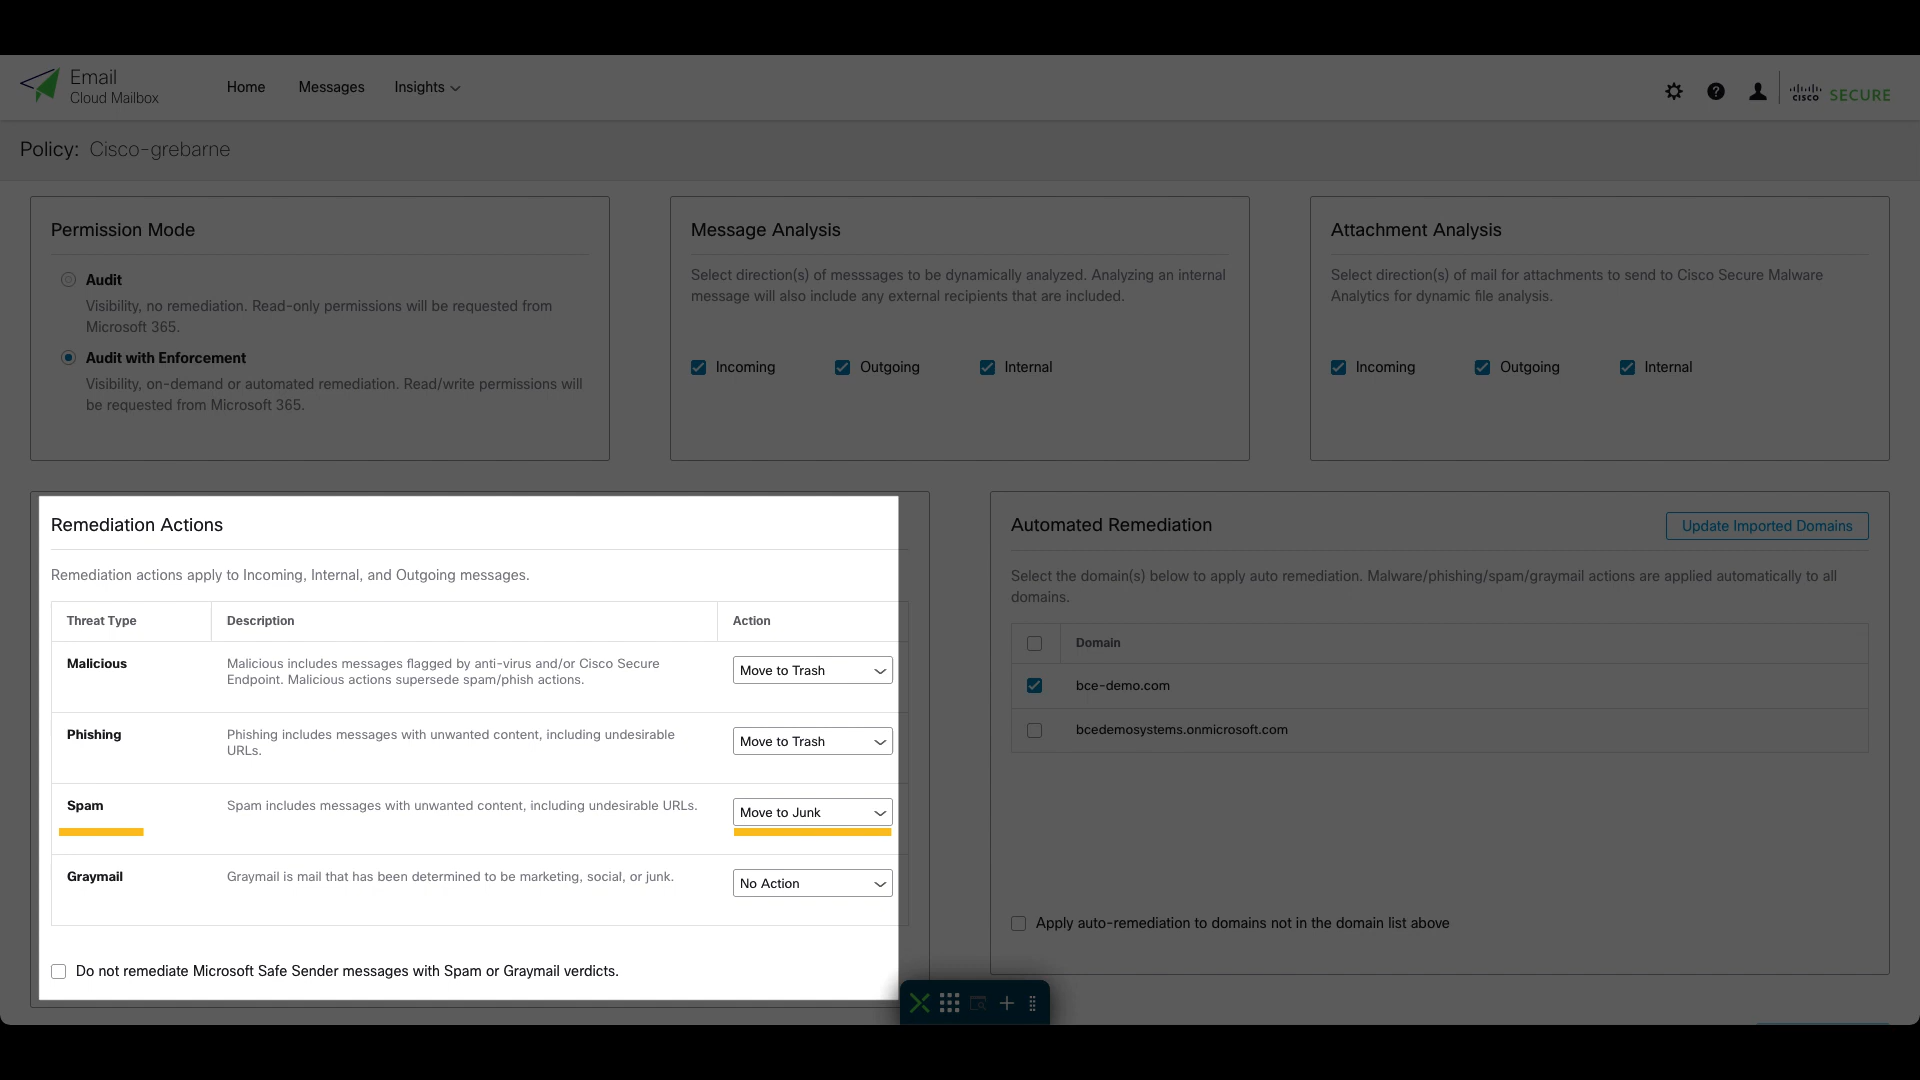 Email
Cloud Mailbox
Home
Messages
Insights
CISCO SECURE
Policy: Cisco-grebarne
Permission Mode
Audit
Visibility, no remediation. Read-only permissions will be requested from
Microsoft 365.
Audit with Enforcement
Visibility, on-demand or automated remediation. Read/write permissions will
be requested from Microsoft 365.
Message Analysis
Select direction(s) of messsages to be dynamically analyzed. Analyzing an internal
message will also include any external recipients that are included.
Incoming
Outgoing
Internal
Attachment Analysis
Select direction(s) of mail for attachments to send to Cisco Secure Malware
Analytics for dynamic file analysis.
Incoming
Outgoing
Internal
Remediation Actions
Remediation actions apply to Incoming, Internal, and Outgoing messages.
Threat Type
Description
Action
Malicious
Malicious includes messages flagged by anti-virus and/or Cisco Secure
Endpoint. Malicious actions supersede spam/phish actions.
Move to Trash
Phishing
Phishing includes messages with unwanted content, including undesirable
URLs.
Move to Trash
Spam
Spam includes messages with unwanted content, including undesirable URLs.
Move to Junk
Graymail
Graymail is mail that has been determined to be marketing, social, or junk.
No Action
Do not remediate Microsoft Safe Sender messages with Spam or Graymail verdicts.
Automated Remediation
Update Imported Domains
Select the domain(s) below to apply auto remediation. Malware/phishing/spam/graymail actions are applied automatically to all
domains.
Domain
bce-demo.com
bcedemosystems.onmicrosoft.com
Apply auto-remediation to domains not in the domain list above